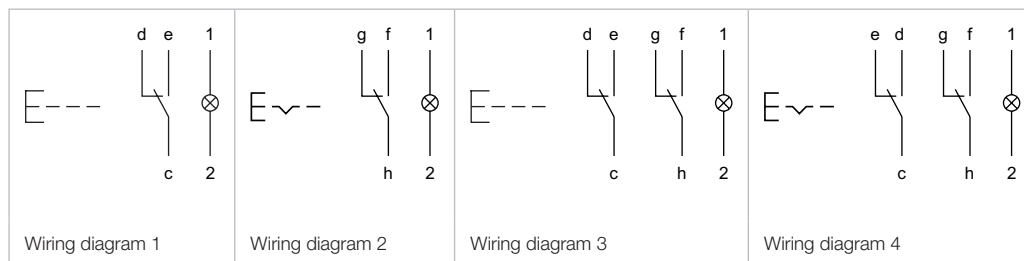 d e 1
c 2
Wiring diagram 1
g f 1
h 2
Wiring diagram 2
d e g f 1
c h 2
Wiring diagram 3
e d g f 1
c h 2
Wiring diagram 4